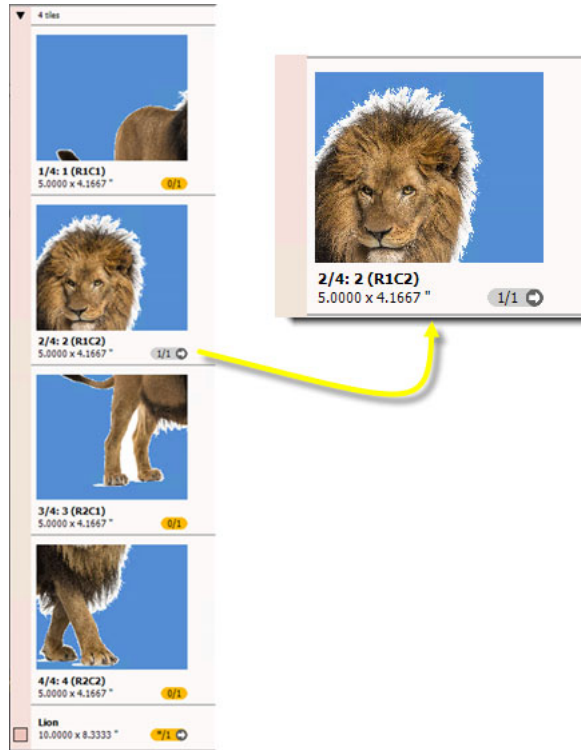 4 tiles
1/4: 1 (R1C1)
5.0000 x 4.1667 "
0/1
2/4: 2 (R1C2)
5.0000 x 4.1667 "
1/1
3/4: 3 (R2C1)
5.0000 x 4.1667 "
0/1
4/4: 4 (R2C2)
5.0000 x 4.1667 "
0/1
Lion
10.0000 x 8.3333 "
*/1
2/4: 2 (R1C2)
5.0000 x 4.1667 "
1/1